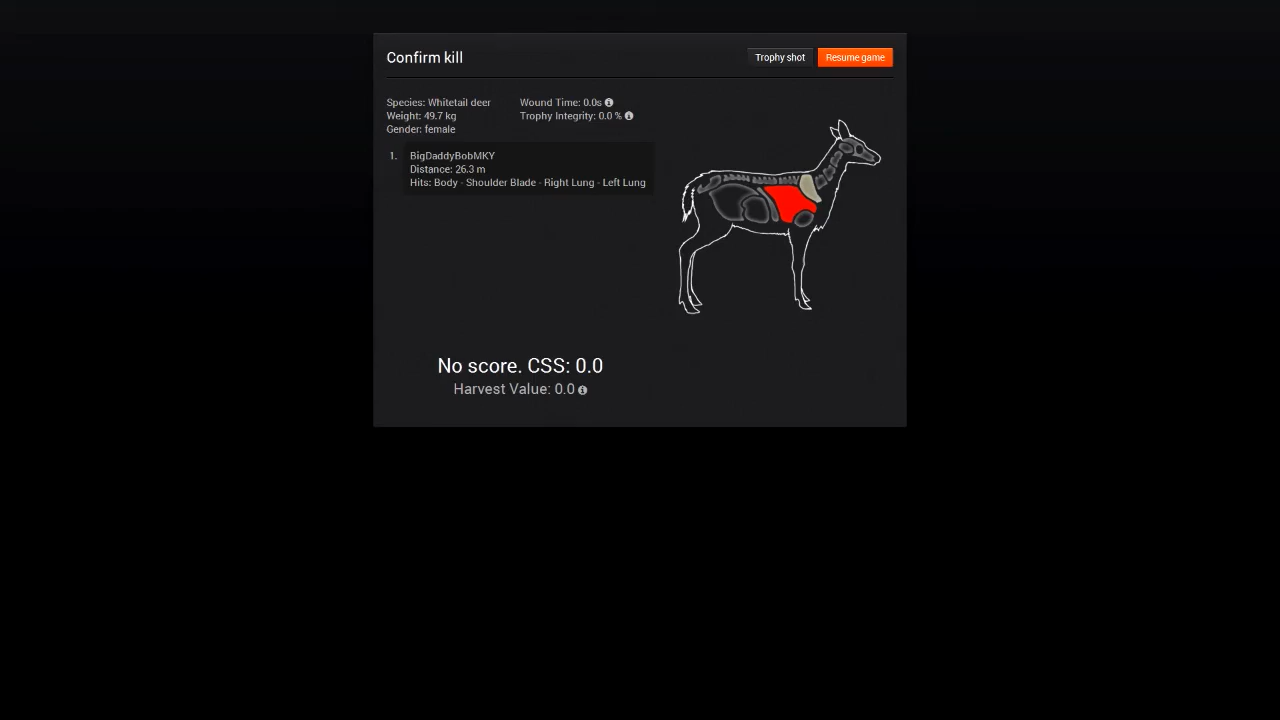 Confirm kill
Trophy shot
Resume game
Species: Whitetail deer
Weight: 49.7 kg
Gender: female
Wound Time: 0.0s
Trophy Integrity: 0.0 %
1.
BigDaddyBobMKY
Distance: 26.3 m
Hits: Body - Shoulder Blade - Right Lung - Left Lung
No score. CSS: 0.0
Harvest Value: 0.0